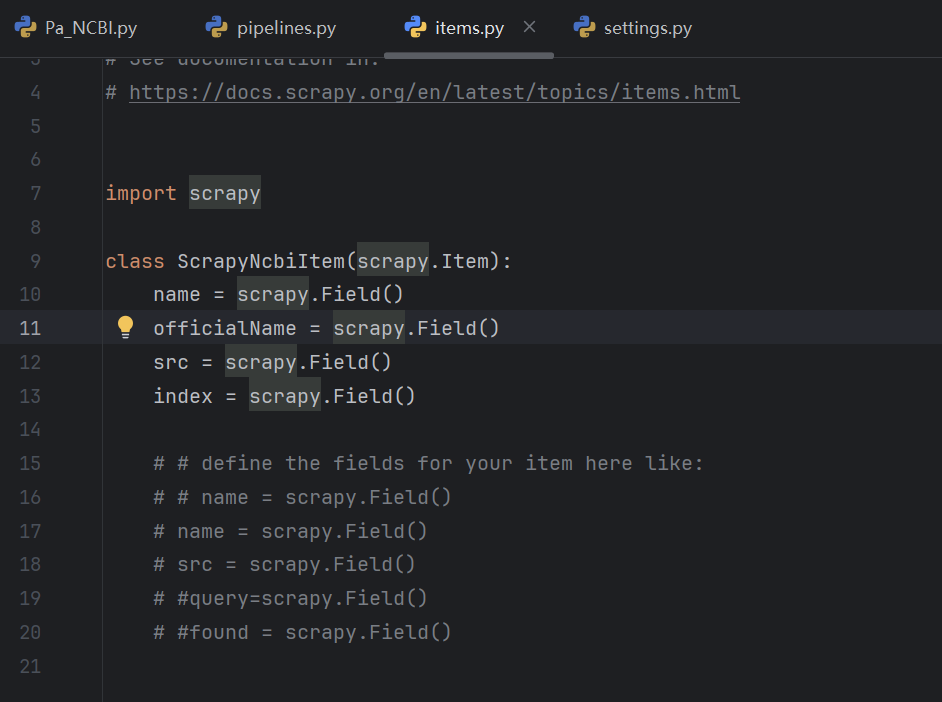 Pa_NCBI.py pipelines.py items.py settings.py
3 # See documentation in:
4 # https://docs.scrapy.org/en/latest/topics/items.html
5
6
7 import scrapy
8
9 class ScrapyNcbiItem(scrapy.Item):
10 name = scrapy.Field()
11 officialName = scrapy.Field()
12 src = scrapy.Field()
13 index = scrapy.Field()
14
15 # # define the fields for your item here like:
16 # # name = scrapy.Field()
17 # name = scrapy.Field()
18 # src = scrapy.Field()
19 # #query=scrapy.Field()
20 # #found = scrapy.Field()
21